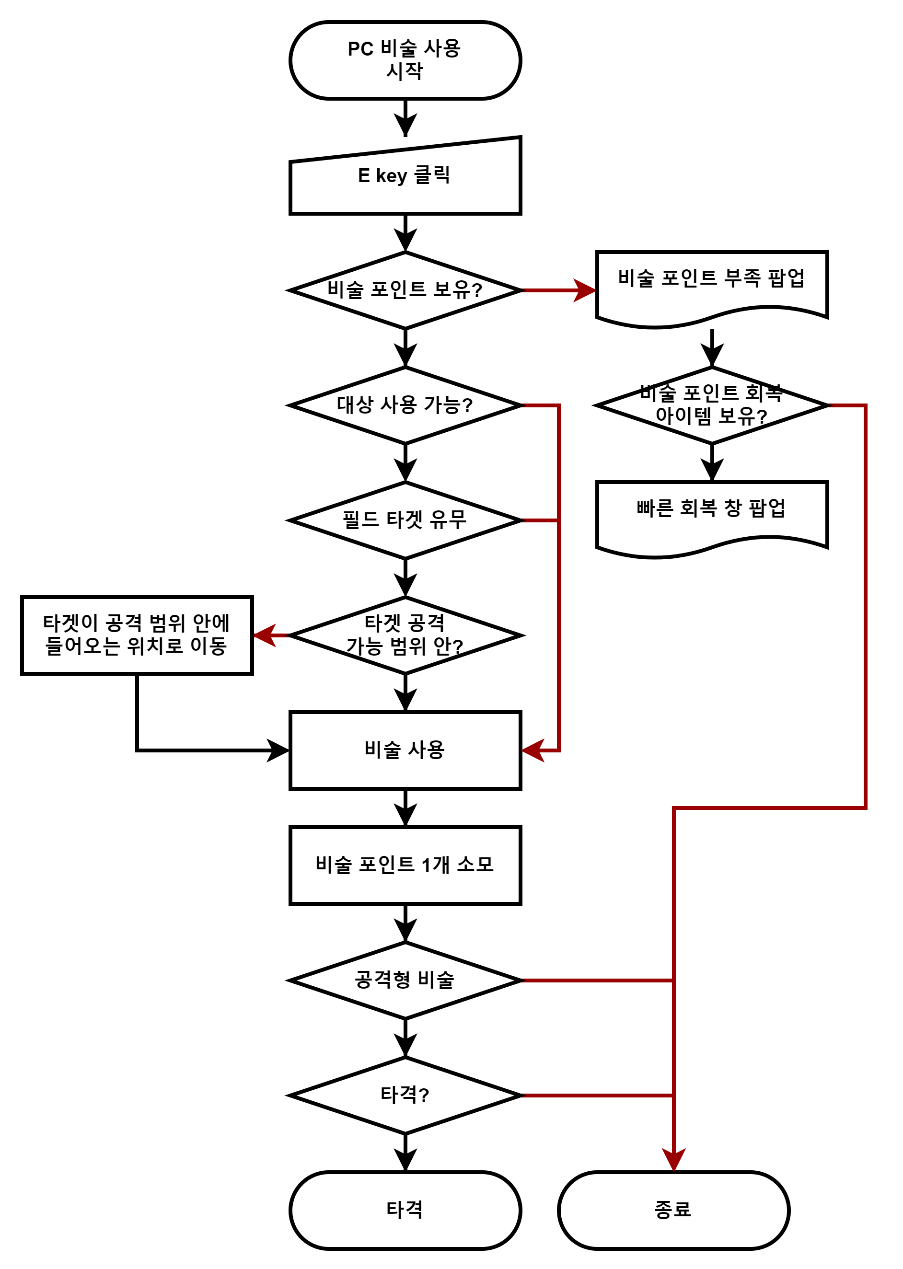 PC 비술 사용
시작
E key 클릭
비술 포인트 보유?
비술 포인트 부족 팝업
대상 사용 가능?
비술 포인트 회복
아이템 보유?
필드 타겟 유무
빠른 회복 창 팝업
타겟이 공격 범위 안에
들어오는 위치로 이동
타겟 공격
가능 범위 안?
비술 사용
비술 포인트 1개 소모
공격형 비술
타격?
타격
종료